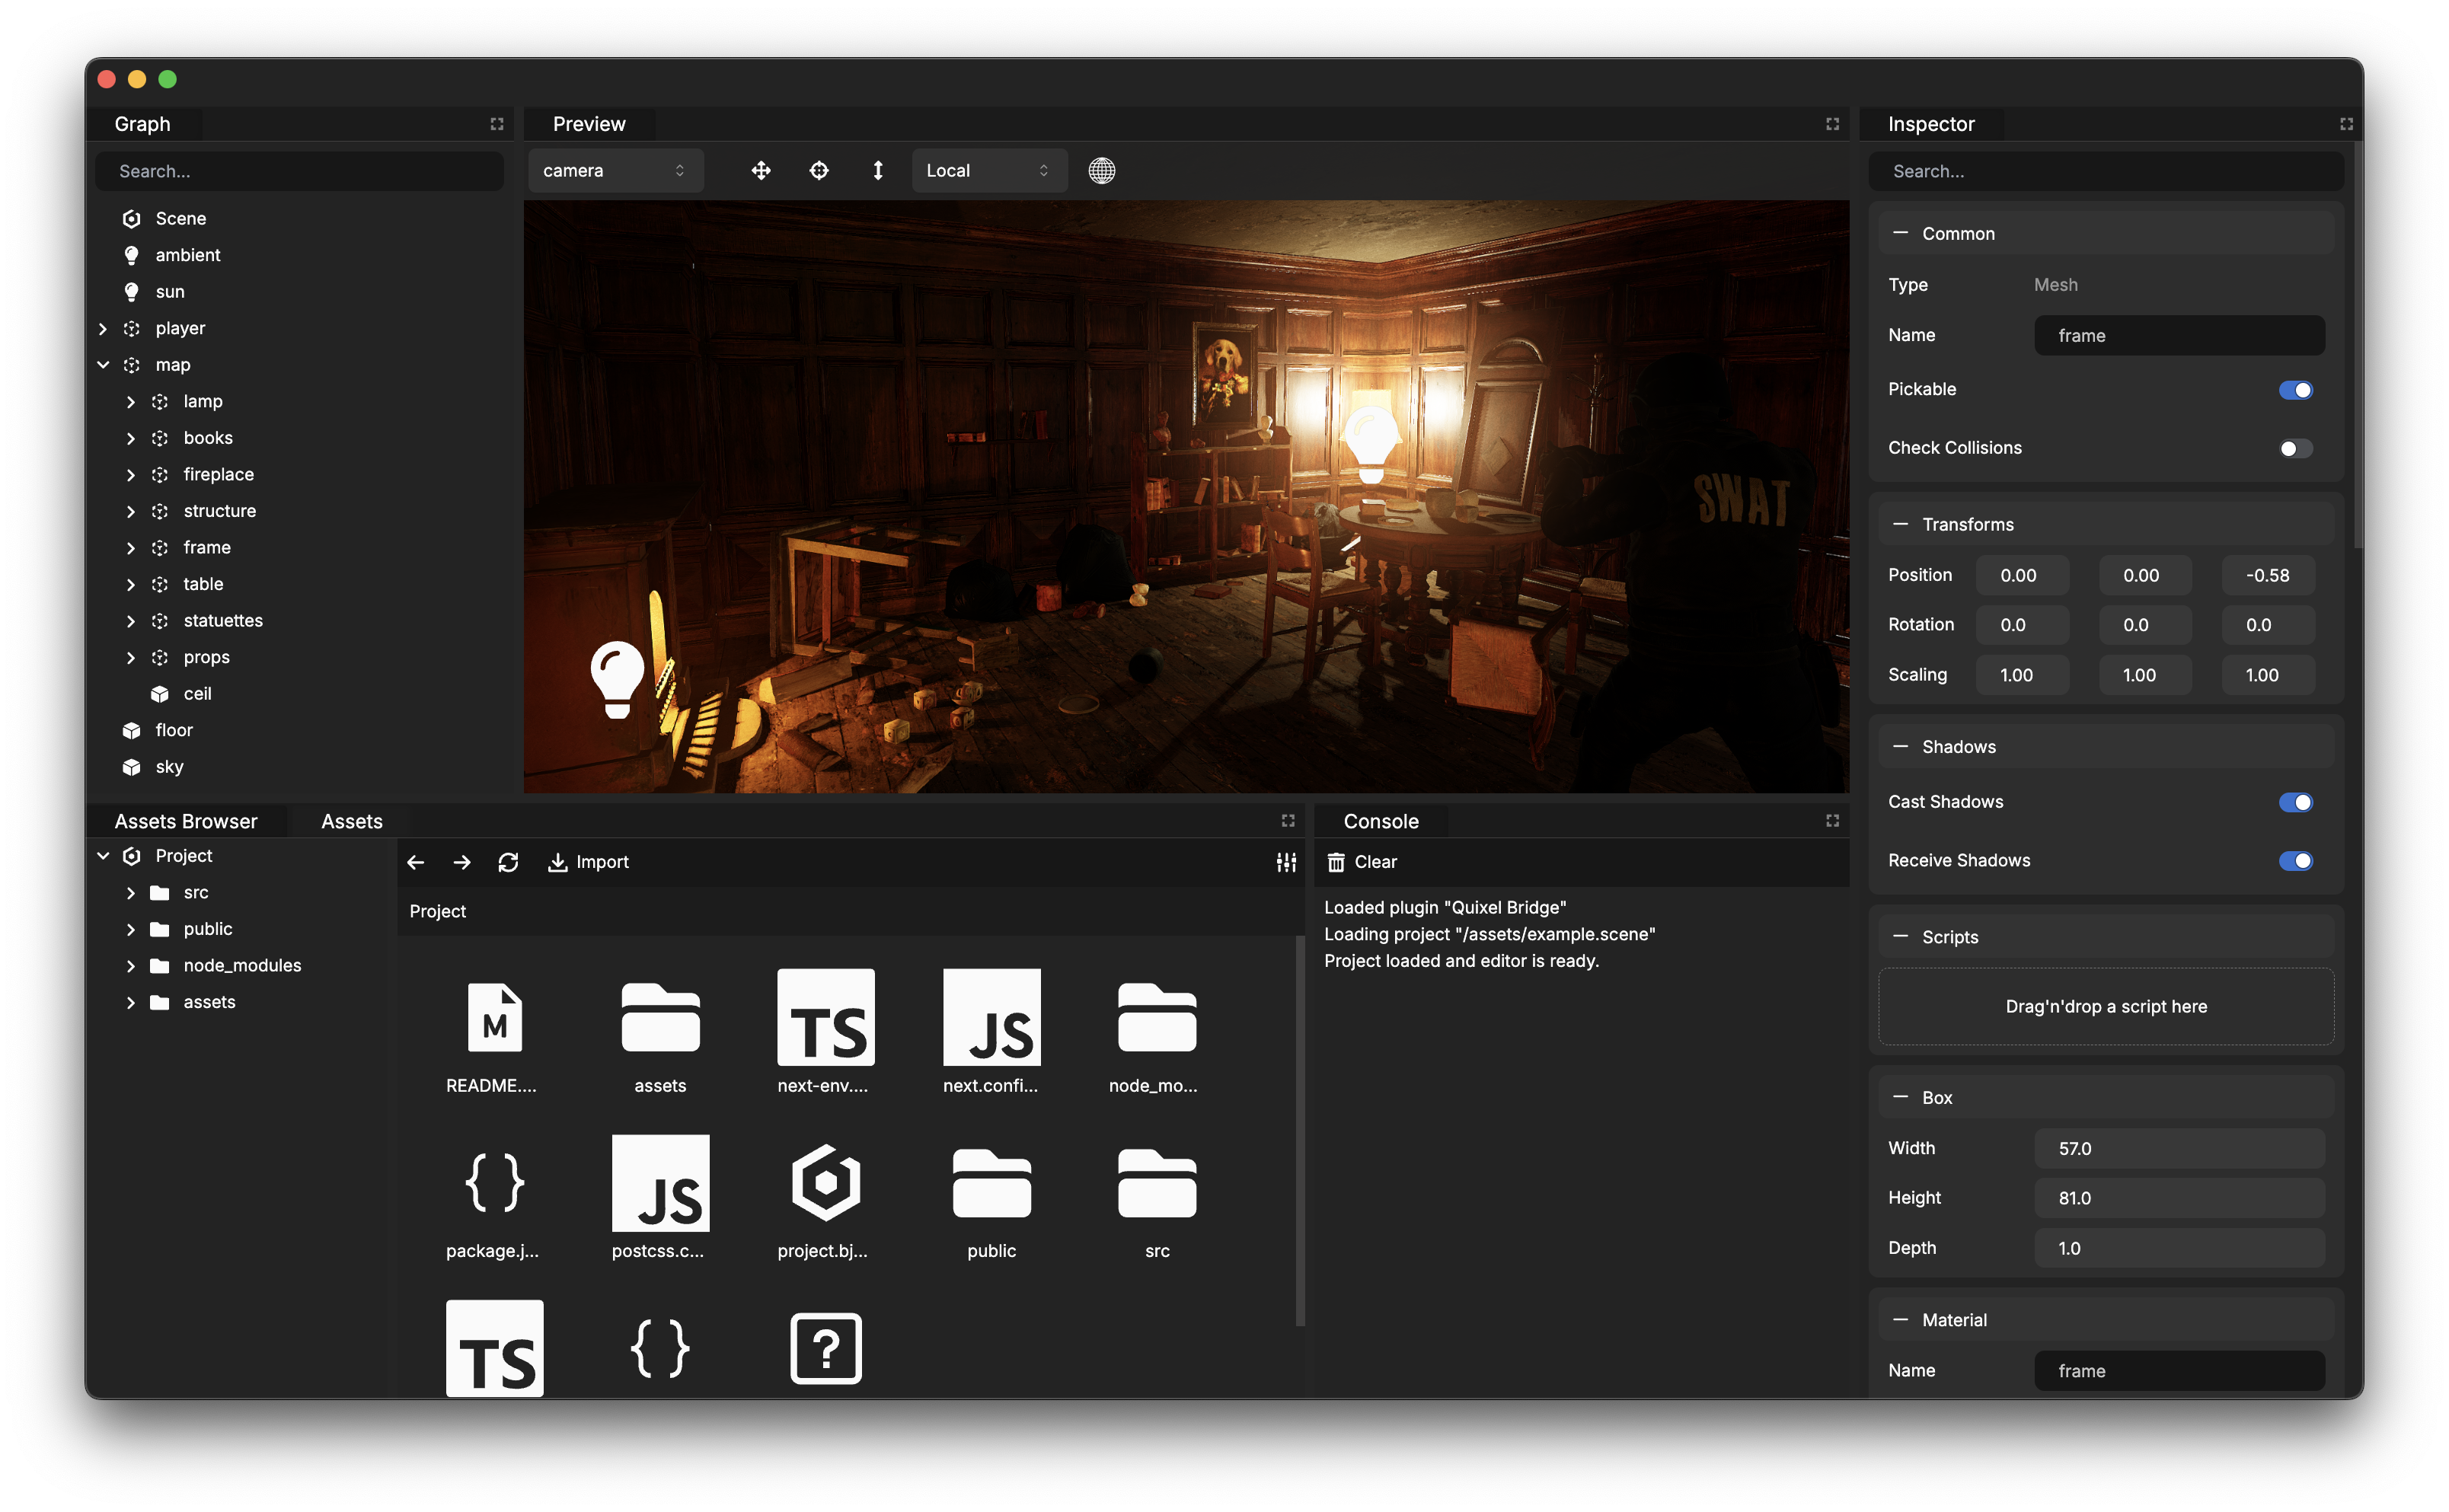 Graph
Search...
Scene
ambient
sun
player
map
lamp
books
fireplace
structure
frame
table
statuettes
props
ceil
floor
sky
Preview
camera
Local
SWAT
Inspector
Search...
Common
Type Mesh
Name frame
Pickable
Check Collisions
Transforms
Position 0.00 0.00 -0.58
Rotation 0.0 0.0 0.0
Scaling 1.00 1.00 1.00
Shadows
Cast Shadows
Receive Shadows
Scripts
Drag'n'drop a script here
Box
Width 57.0
Height 81.0
Depth 1.0
Material
Name frame
Assets Browser Assets
Project
src
public
node_modules
assets
Import
Project
M
TS
JS
README.... assets next-env.... next.confi... node_mo...
{ }
JS
package.j... postcss.c... project.bj... public src
TS
{ }
?
Console
Clear
Loaded plugin "Quixel Bridge"
Loading project "/assets/example.scene"
Project loaded and editor is ready.